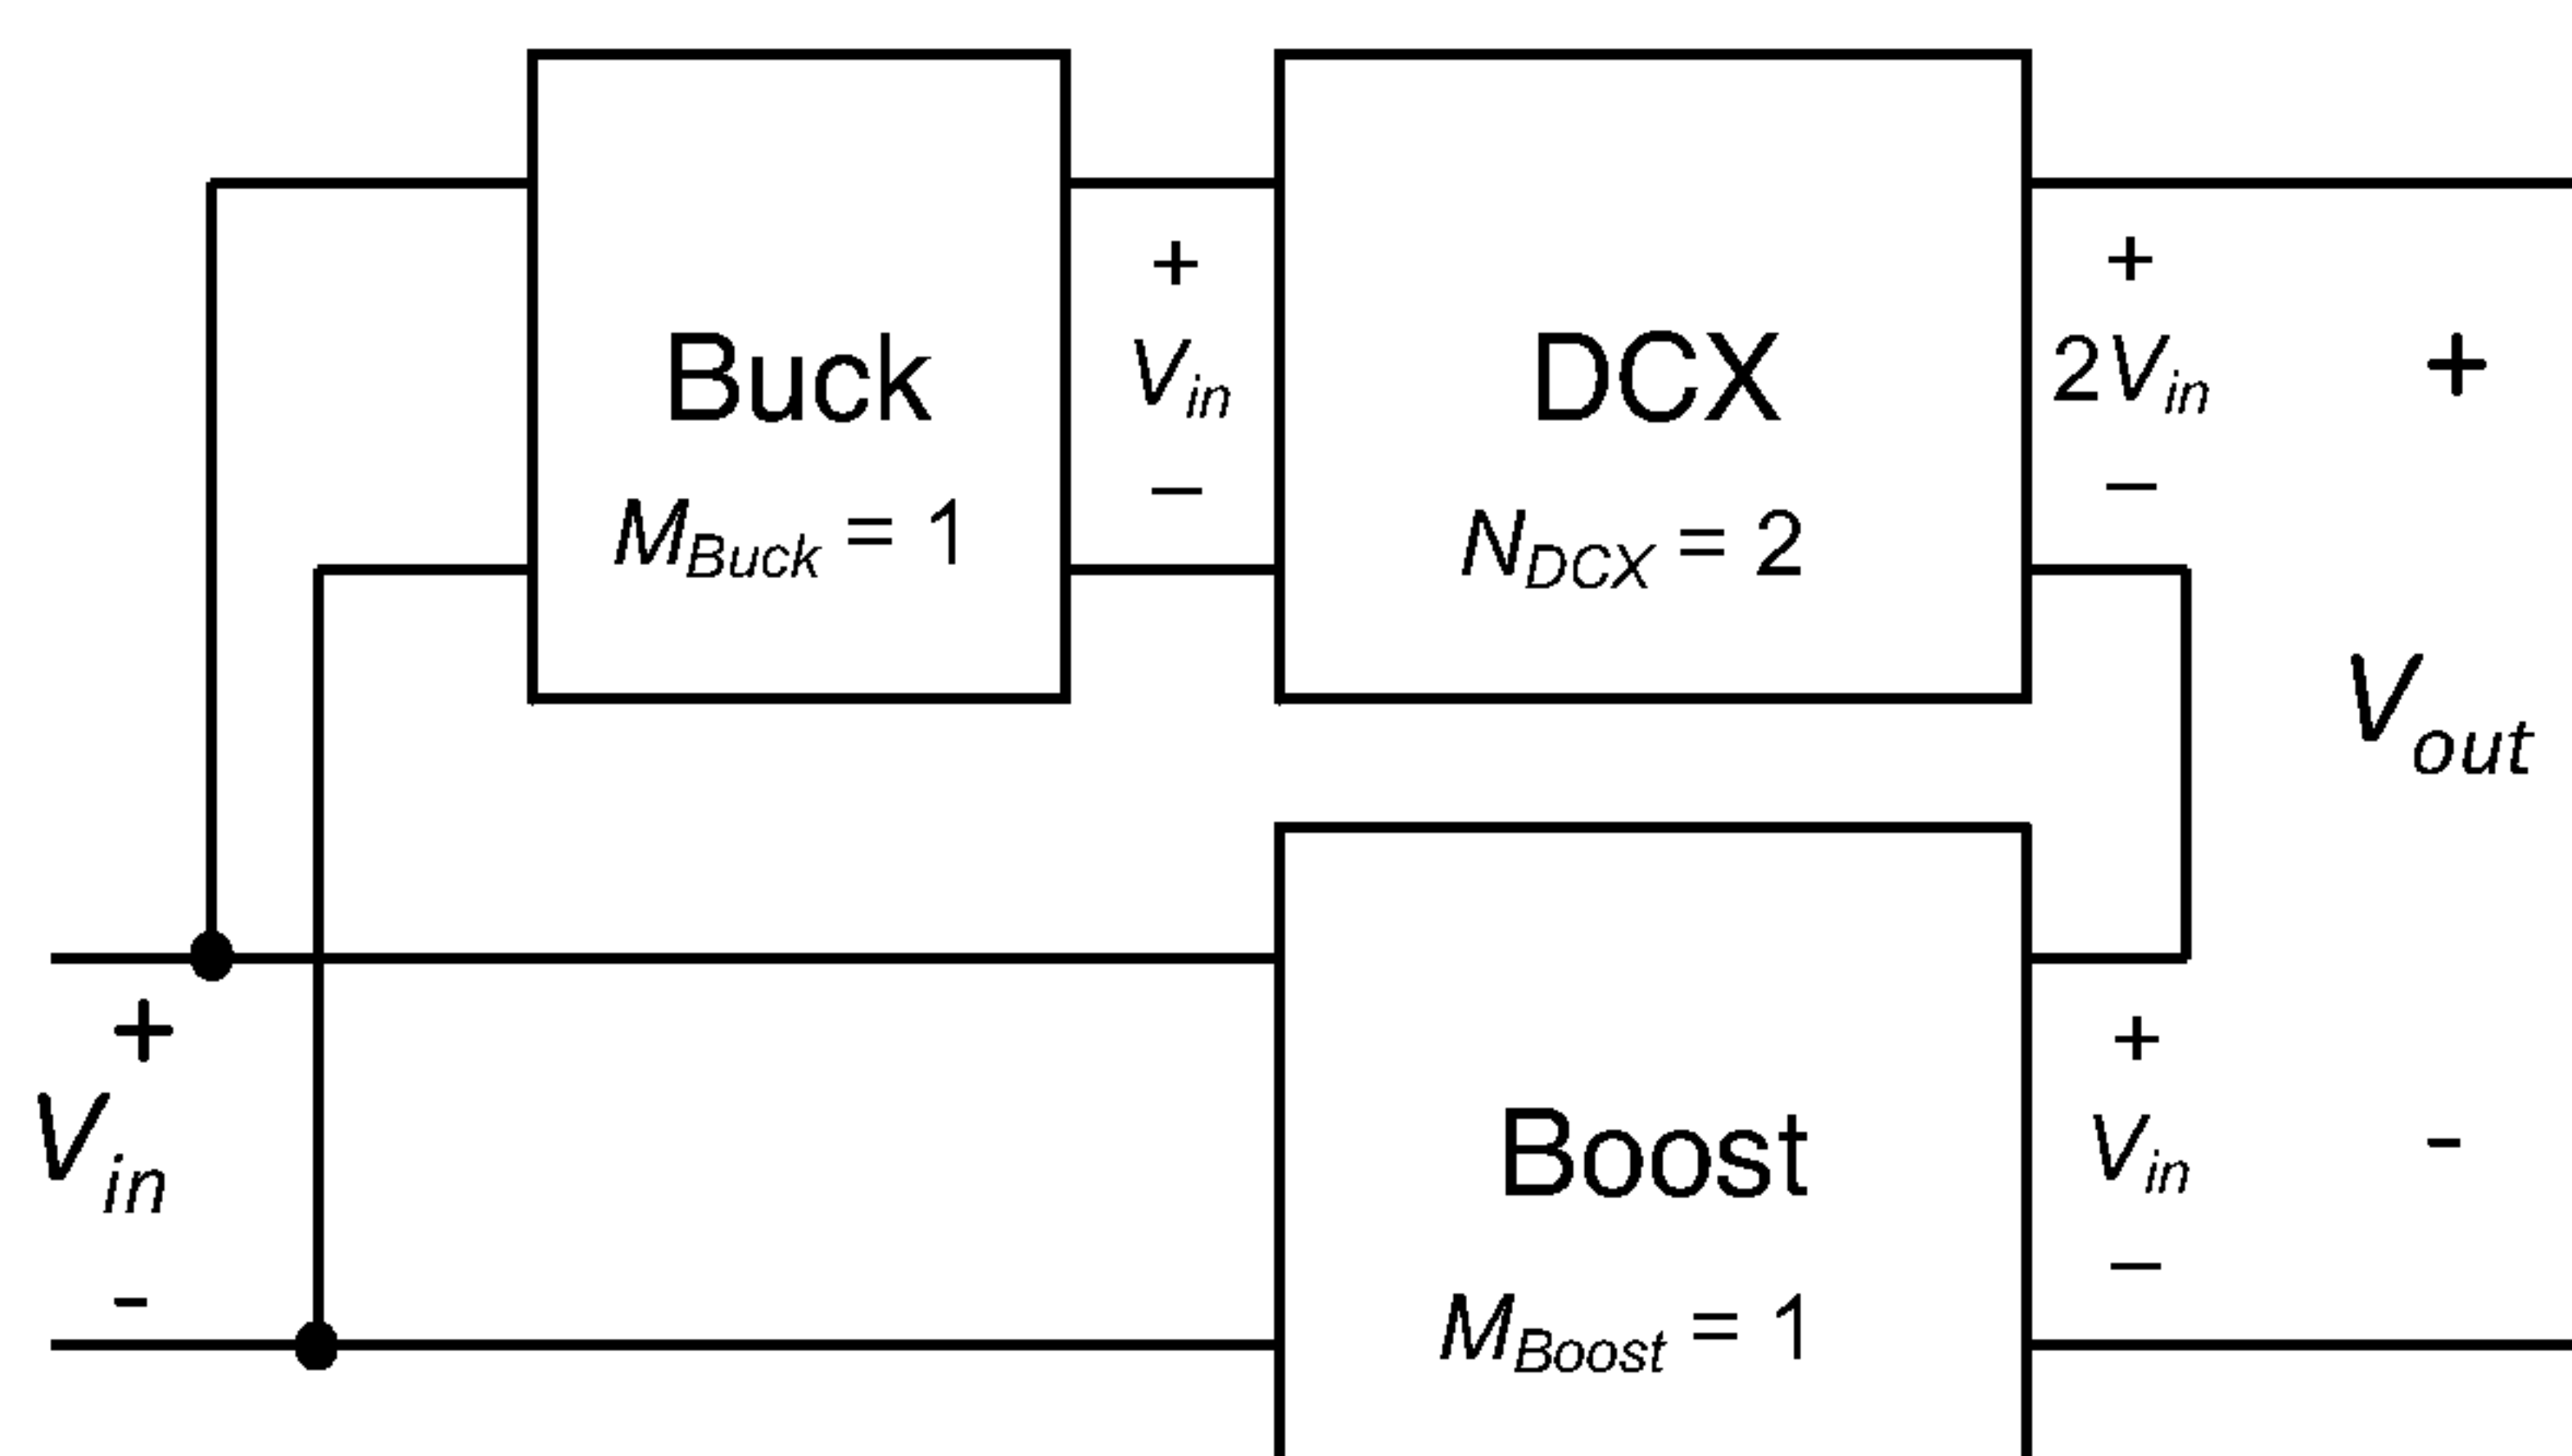 Buck
M_Buck = 1
+
V_in
–
DCX
N_DCX = 2
+
2V_in
–
+
V_out
-
+
V_in
-
Boost
M_Boost = 1
+
V_in
–